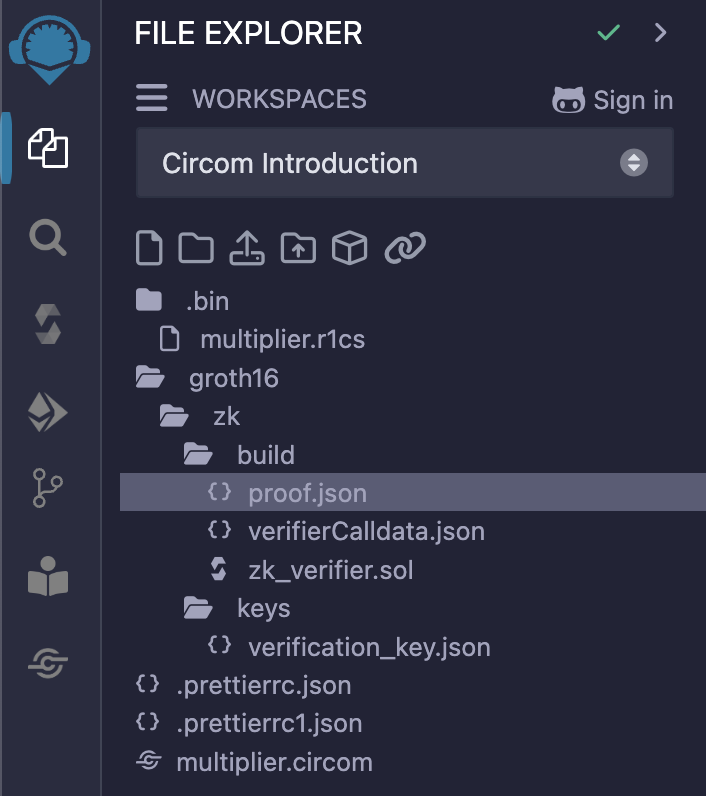 FILE EXPLORER
WORKSPACES Sign in
Circom Introduction
.bin
multiplier.r1cs
groth16
zk
build
proof.json
verifierCalldata.json
zk_verifier.sol
keys
verification_key.json
.prettierrc.json
.prettierrc1.json
multiplier.circom